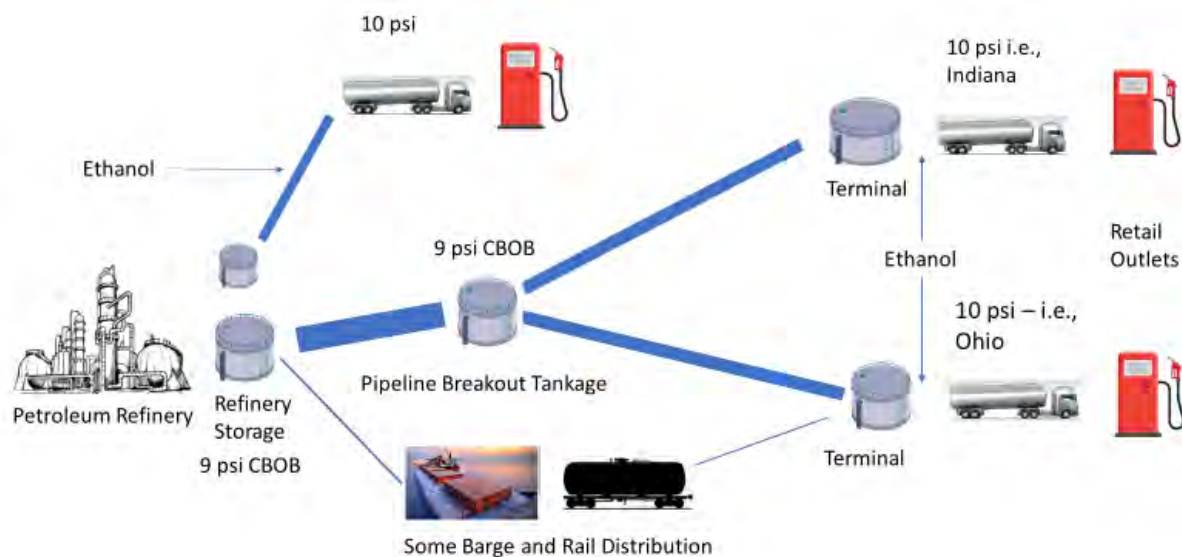 10 psi
10 psi i.e.,
Indiana
Ethanol
Terminal
9 psi CBOB
Ethanol
Retail
Outlets
10 psi – i.e.,
Ohio
Pipeline Breakout Tankage
Petroleum Refinery
Refinery
Storage
9 psi CBOB
Terminal
Some Barge and Rail Distribution